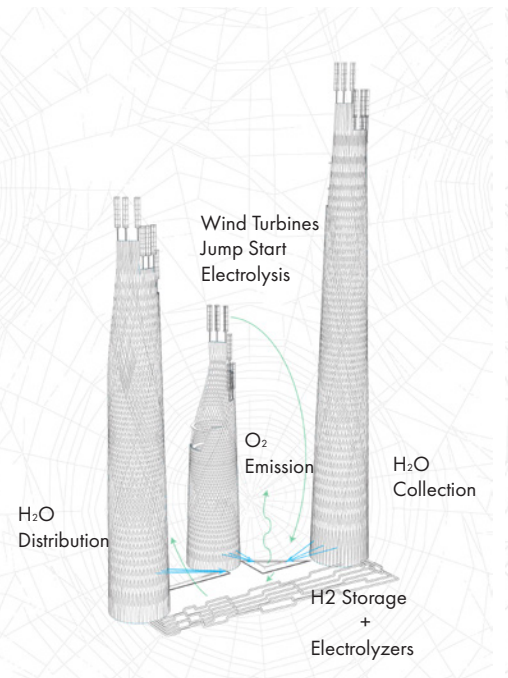 Wind Turbines
Jump Start
Electrolysis
O₂
Emission
H₂O
Collection
H₂O
Distribution
H2 Storage
+
Electrolyzers